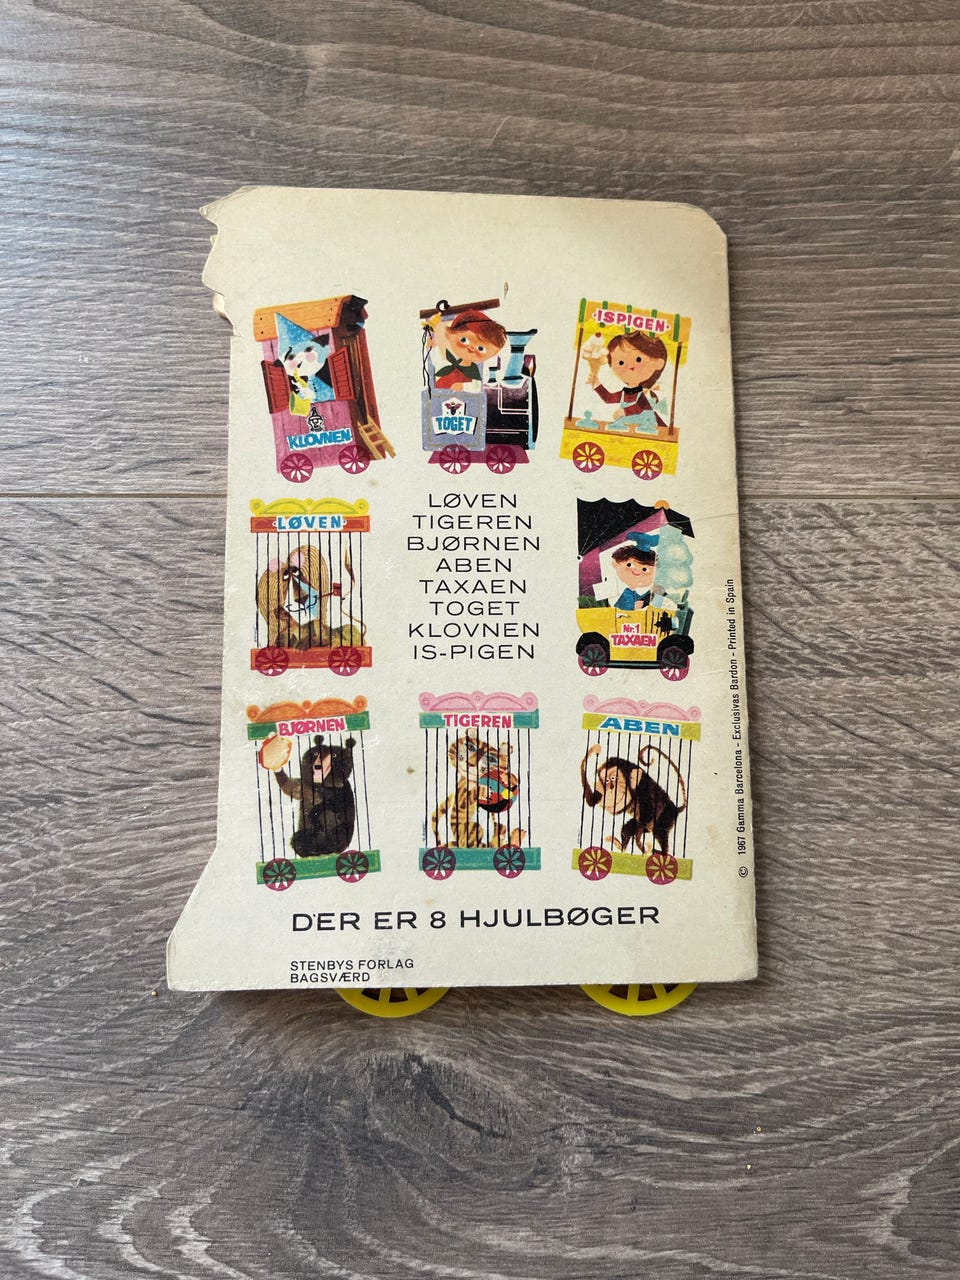 KLOVNEN
TOGET
·ISPIGEN·
·LØVEN·
LØVEN
TIGEREN
BJØRNEN
ABEN
TAXAEN
TOGET
KLOVNEN
IS-PIGEN
Nr.1
TAXAEN
BJØRNEN
TIGEREN
ABEN
DER ER 8 HJULBØGER
STENBYS FORLAG
BAGSVÆRD
© 1967 Gamma Barcelona - Exclusivas Bardon - Printed in Spain